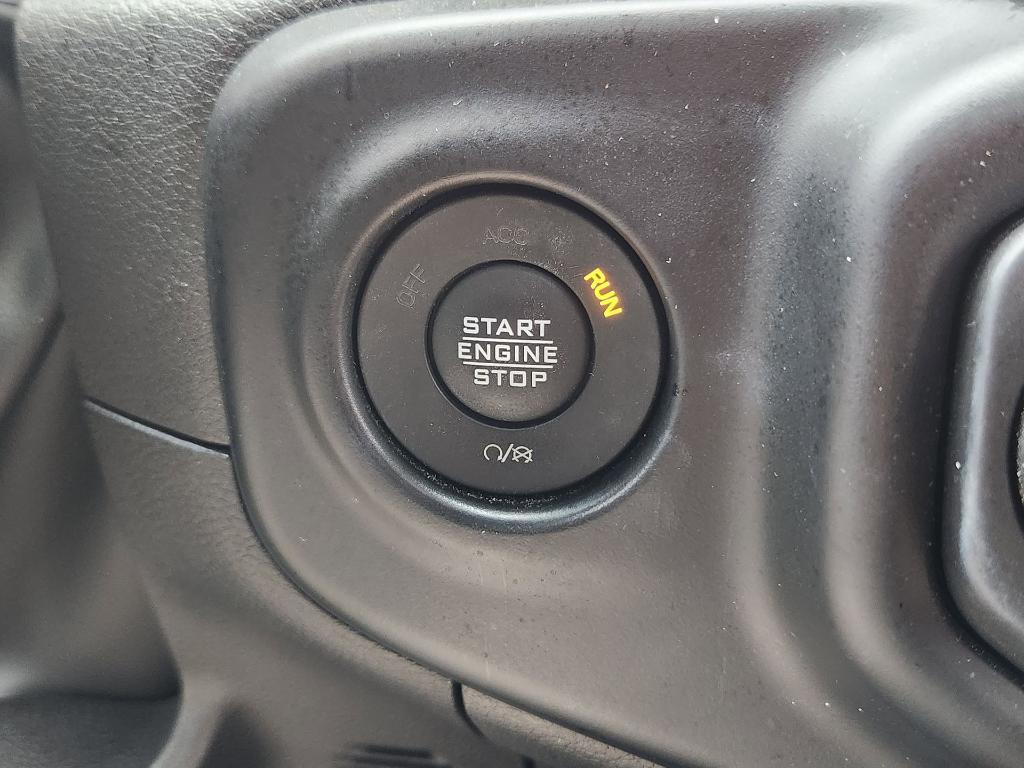 ACC
OFF
RUN
START
ENGINE
STOP